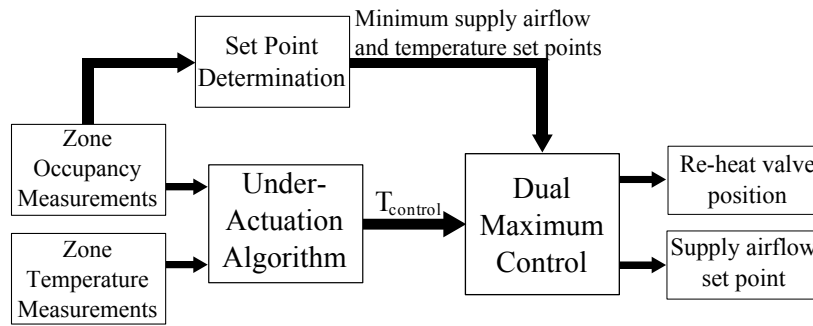 Minimum supply airflow
and temperature set points
Set Point
Determination
Zone
Occupancy
Measurements
Under-
Actuation
Algorithm
Tcontrol
Dual
Maximum
Control
Re-heat valve
position
Zone
Temperature
Measurements
Supply airflow
set point